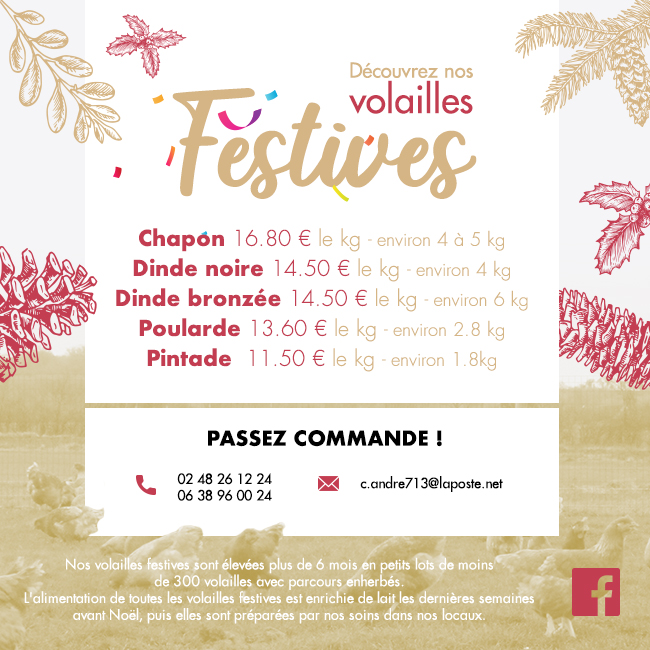 Découvrez nos
volailles
Festives
Chapon 16.80 € le kg - environ 4 à 5 kg
Dinde noire 14.50 € le kg - environ 4 kg
Dinde bronzée 14.50 € le kg - environ 6 kg
Poularde 13.60 € le kg - environ 2.8 kg
Pintade 11.50 € le kg - environ 1.8kg
PASSEZ COMMANDE !
02 48 26 12 24
06 38 96 00 24
c.andre713@laposte.net
Nos volailles festives sont élevées plus de 6 mois en petits lots de moins
de 300 volailles avec parcours enherbés.
L'alimentation de toutes les volailles festives est enrichie de lait les dernières semaines
avant Noël, puis elles sont préparées par nos soins dans nos locaux.
f